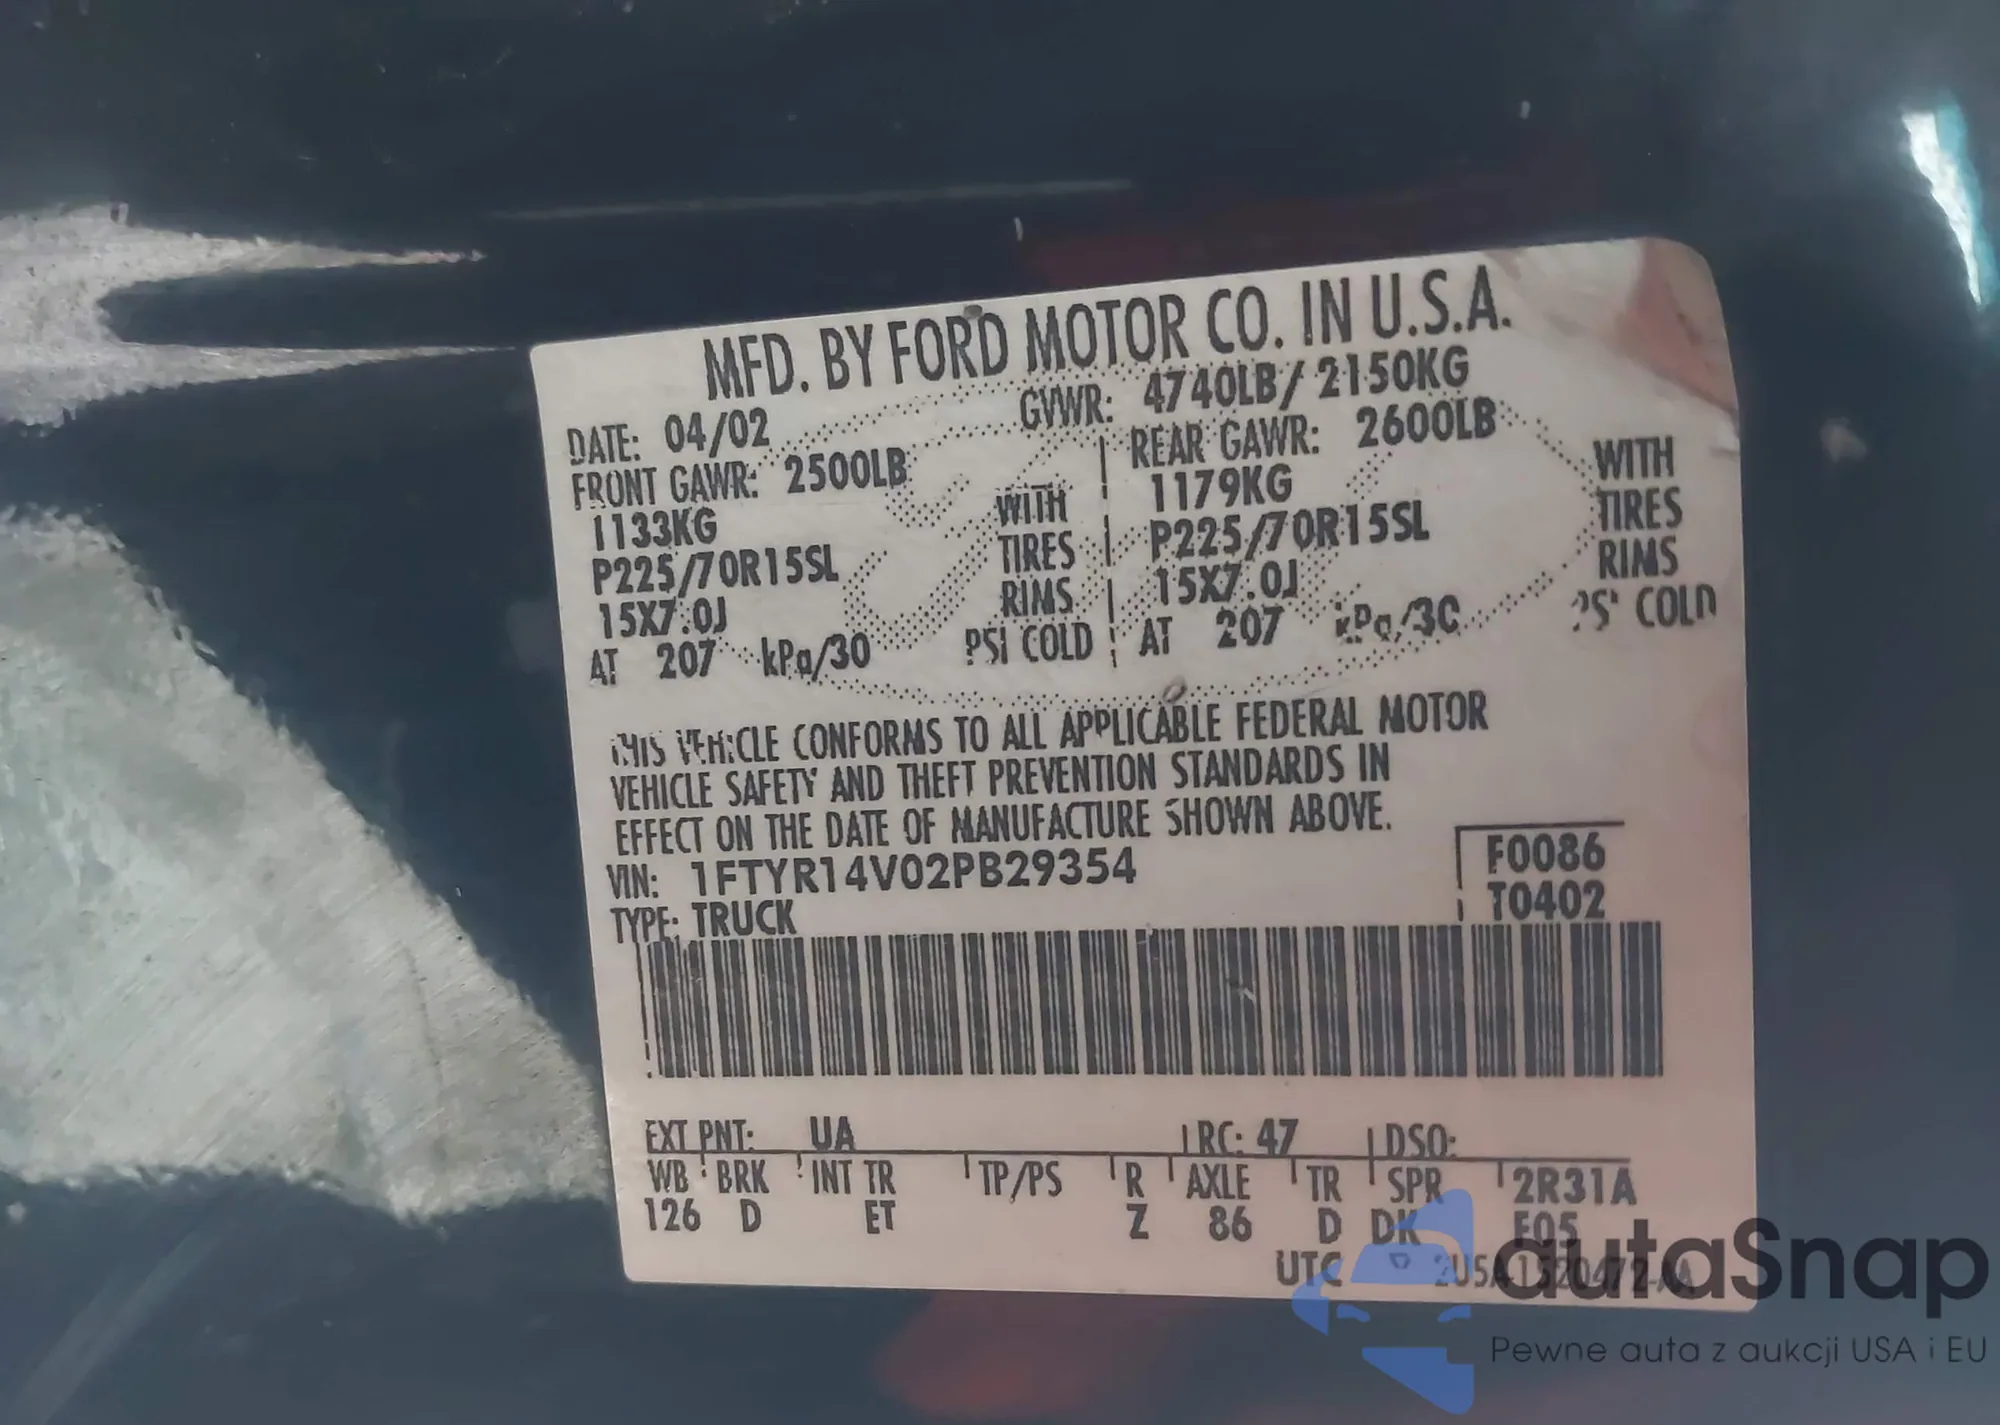 MFD. BY FORD MOTOR CO. IN U.S.A.
DATE: 04/02 GVWR: 4740LB/ 2150KG
FRONT GAWR: 2500LB REAR GAWR: 2600LB
1133KG WITH 1179KG WITH
P225/70R15SL TIRES P225/70R15SL TIRES
15X7.0J RIMS 15X7.0J RIMS
AT 207 kPa/30 PSI COLD AT 207 kPa/30 PSI COLD
THIS VEHICLE CONFORMS TO ALL APPLICABLE FEDERAL MOTOR
VEHICLE SAFETY AND THEFT PREVENTION STANDARDS IN
EFFECT ON THE DATE OF MANUFACTURE SHOWN ABOVE.
VIN: 1FTYR14V02PB29354 F0086
TYPE: TRUCK T0402
EXT PNT: UA RC: 47 DSO:
WB BRK INT TR TP/PS R AXLE TR SPR 2R31A
126 D ET Z 86 D DK F05
UTC
autaSnap
Pewne auta z aukcji USA i EU